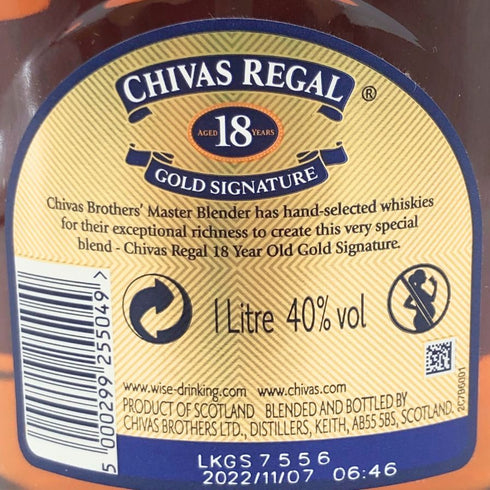 CHIVAS REGAL ®
AGED 18 YEARS
GOLD SIGNATURE
Chivas Brothers' Master Blender has hand-selected whiskies
for their exceptional richness to create this very special
blend - Chivas Regal 18 Year Old Gold Signature.
1 Litre 40% vol
5 000299 255049 >
www.wise-drinking.com www.chivas.com
PRODUCT OF SCOTLAND BLENDED AND BOTTLED BY
CHIVAS BROTHERS LTD., DISTILLERS, KEITH, AB55 5BS, SCOTLAND.
LKGS 7556
2022/11/07 06:46